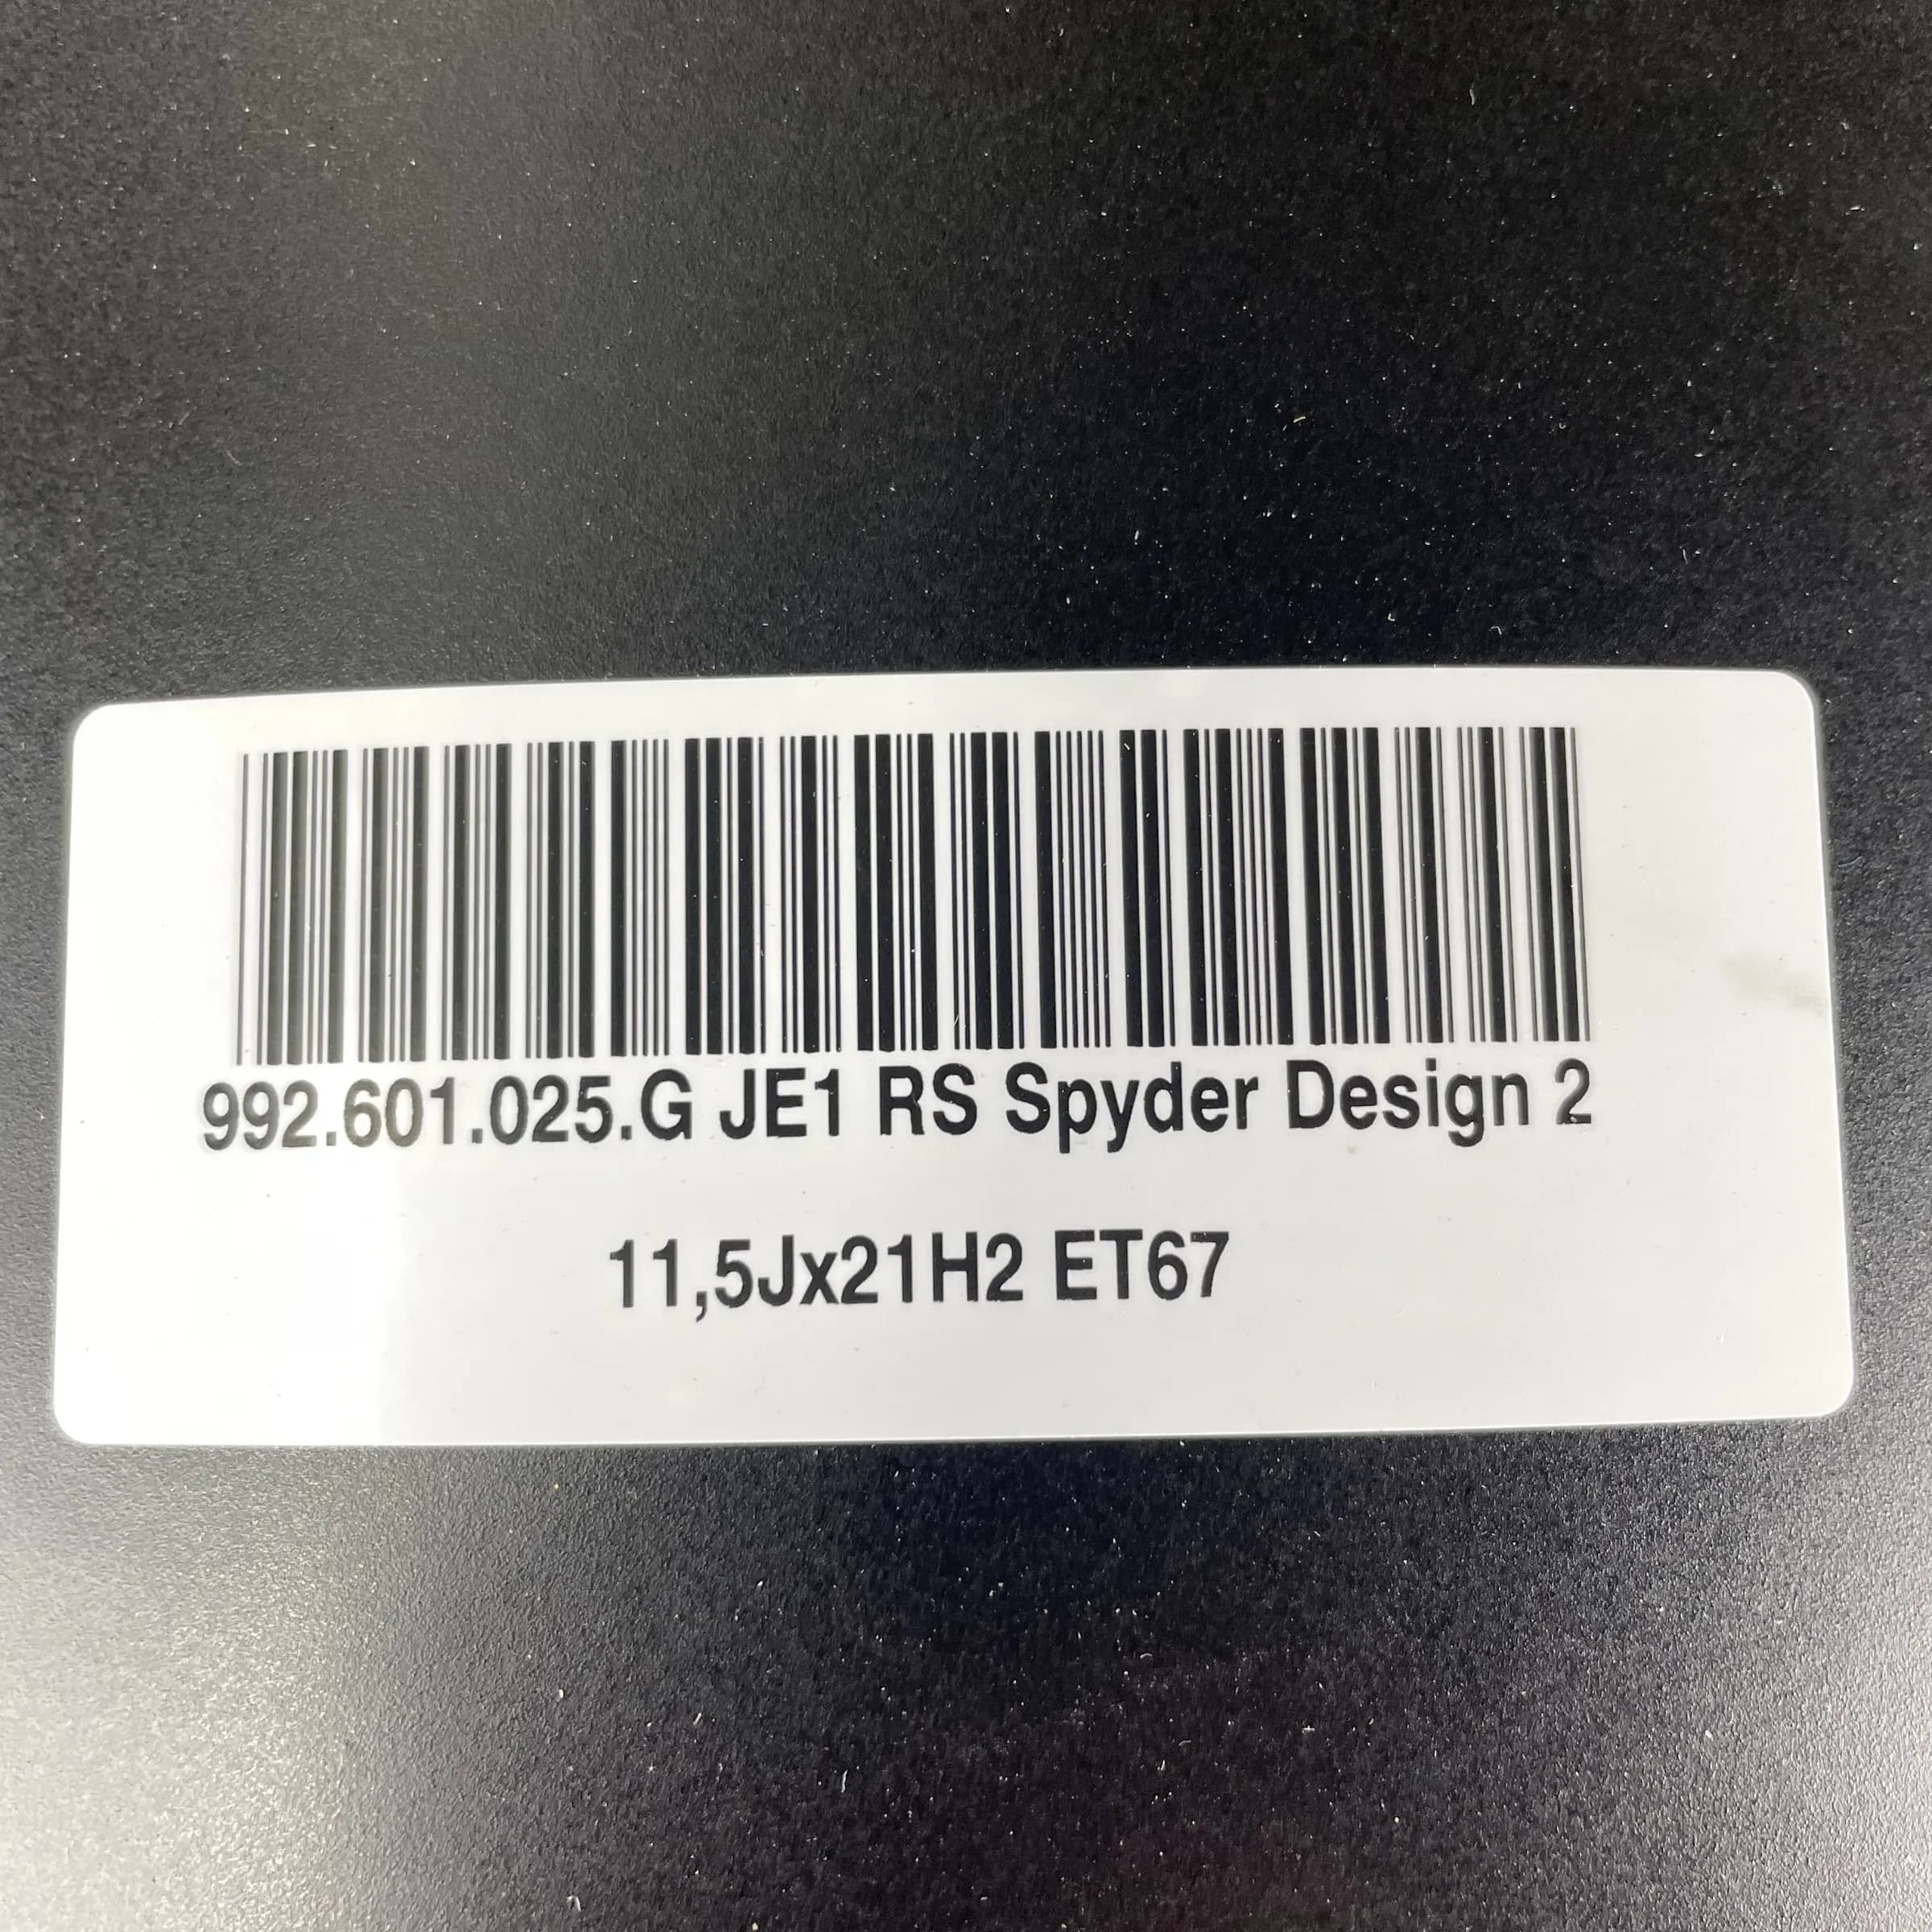 992.601.025.G JE1 RS Spyder Design 2
11,5Jx21H2 ET67